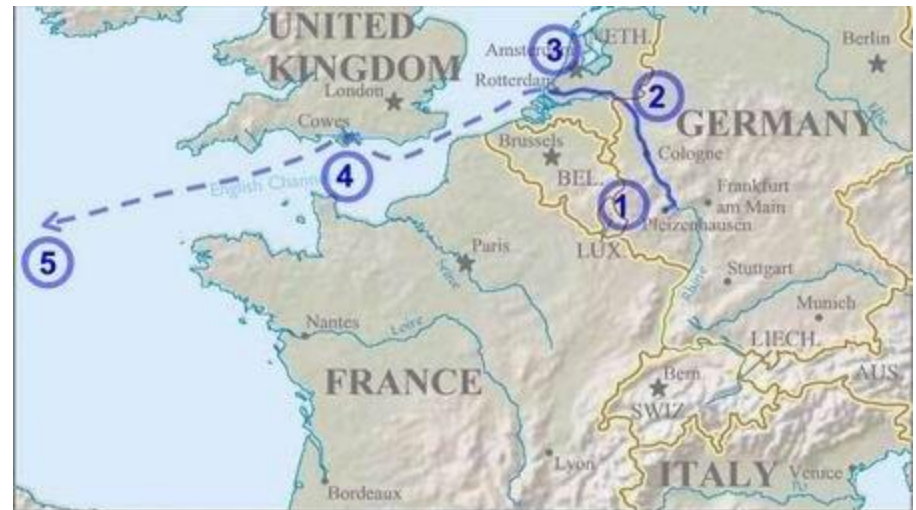 UNITED
KINGDOM
London
Cowes
Amsterdam
3
NETH.
Rotterdam
2
Berlin
GERMANY
Brussels
BEL.
Cologne
4
English Chan
1
Frankfurt
am Main
Pleizenhausen
LUX.
5
Paris
Seine
Rhine
Stuttgart
Munich
LIECH.
Nantes
Loire
FRANCE
Bern
SWIZ
AUS.
Lyon
ITALY
Venice
Bordeaux